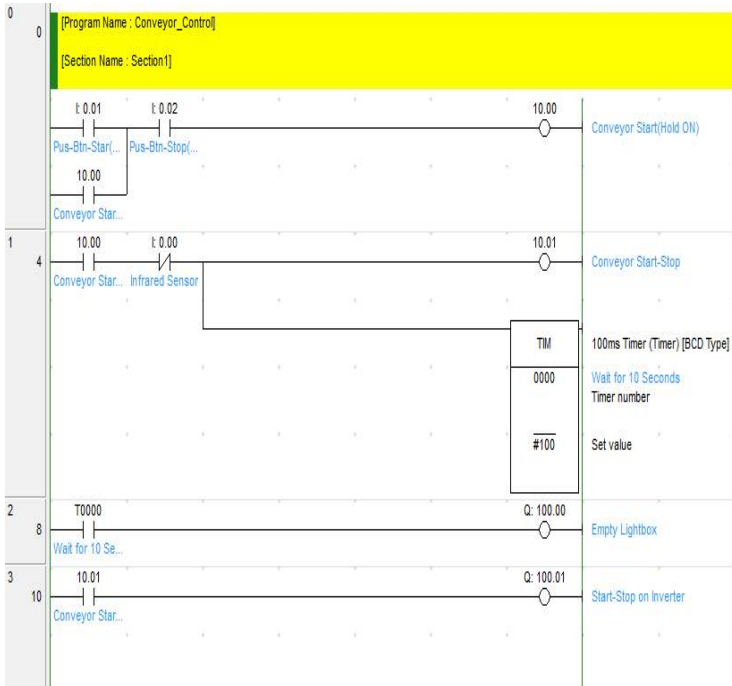 0
0
[Program Name : Conveyor_Control]
[Section Name : Section1]
I: 0.01 I: 0.02 10.00
Pus-Btn-Star(... Pus-Btn-Stop(... Conveyor Start(Hold ON)
10.00
Conveyor Star...
1
4
10.00 I: 0.00 10.01
Conveyor Star... Infrared Sensor Conveyor Start-Stop
TIM 100ms Timer (Timer) [BCD Type]
0000 Wait for 10 Seconds
Timer number
#100 Set value
2
8
T0000 Q: 100.00
Wait for 10 Se... Empty Lightbox
3
10
10.01 Q: 100.01
Conveyor Star... Start-Stop on Inverter